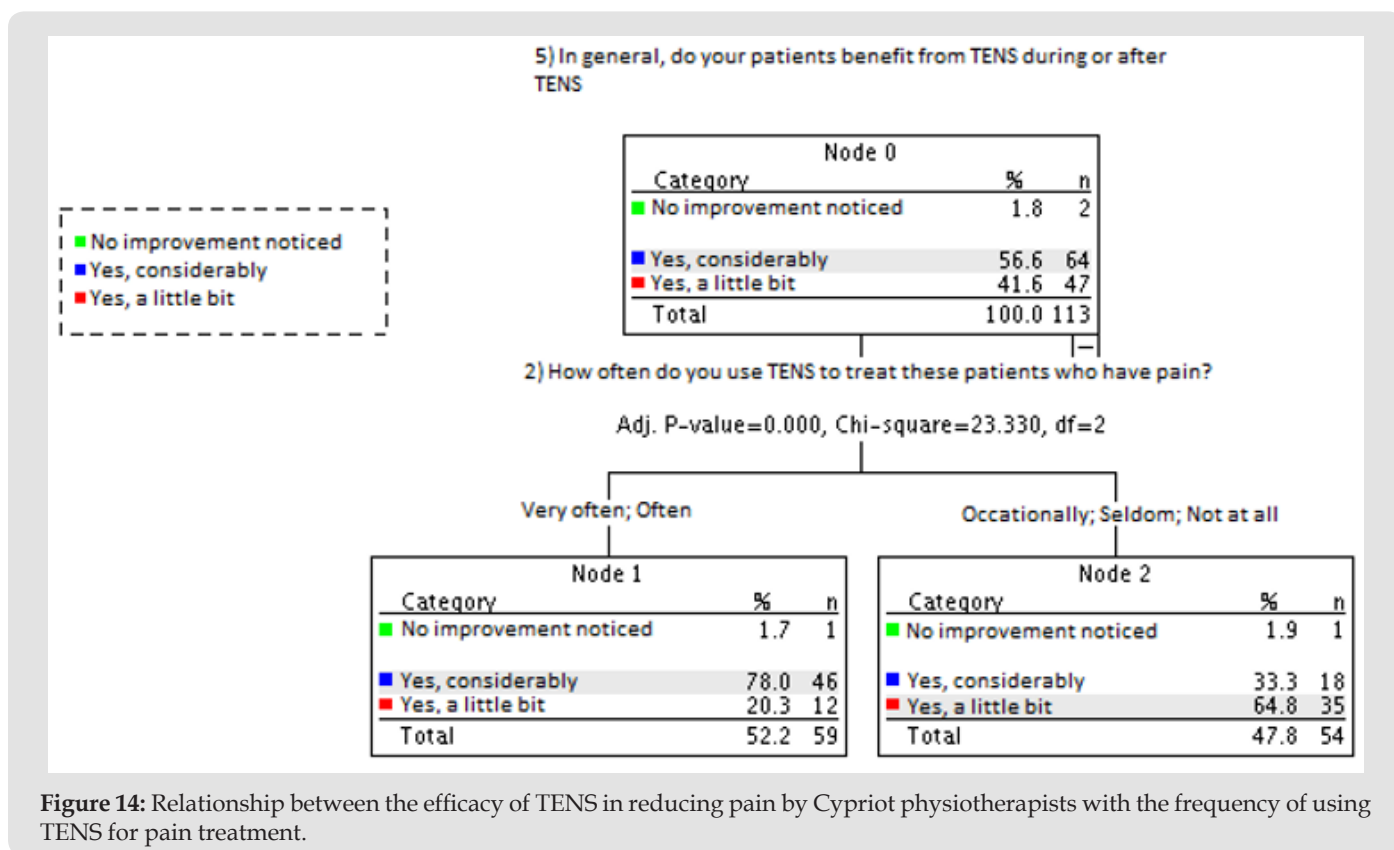 5) In general, do your patients benefit from TENS during or after
TENS
Node 0
Category % n
No improvement noticed 1.8 2
Yes, considerably 56.6 64
Yes, a little bit 41.6 47
Total 100.0 113
No improvement noticed
Yes, considerably
Yes, a little bit
2) How often do you use TENS to treat these patients who have pain?
Adj. P-value=0.000, Chi-square=23.330, df=2
Very often; Often
Occationally; Seldom; Not at all
Node 1
Category % n
No improvement noticed 1.7 1
Yes, considerably 78.0 46
Yes, a little bit 20.3 12
Total 52.2 59
Node 2
Category % n
No improvement noticed 1.9 1
Yes, considerably 33.3 18
Yes, a little bit 64.8 35
Total 47.8 54
Figure 14: Relationship between the efficacy of TENS in reducing pain by Cypriot physiotherapists with the frequency of using
TENS for pain treatment.